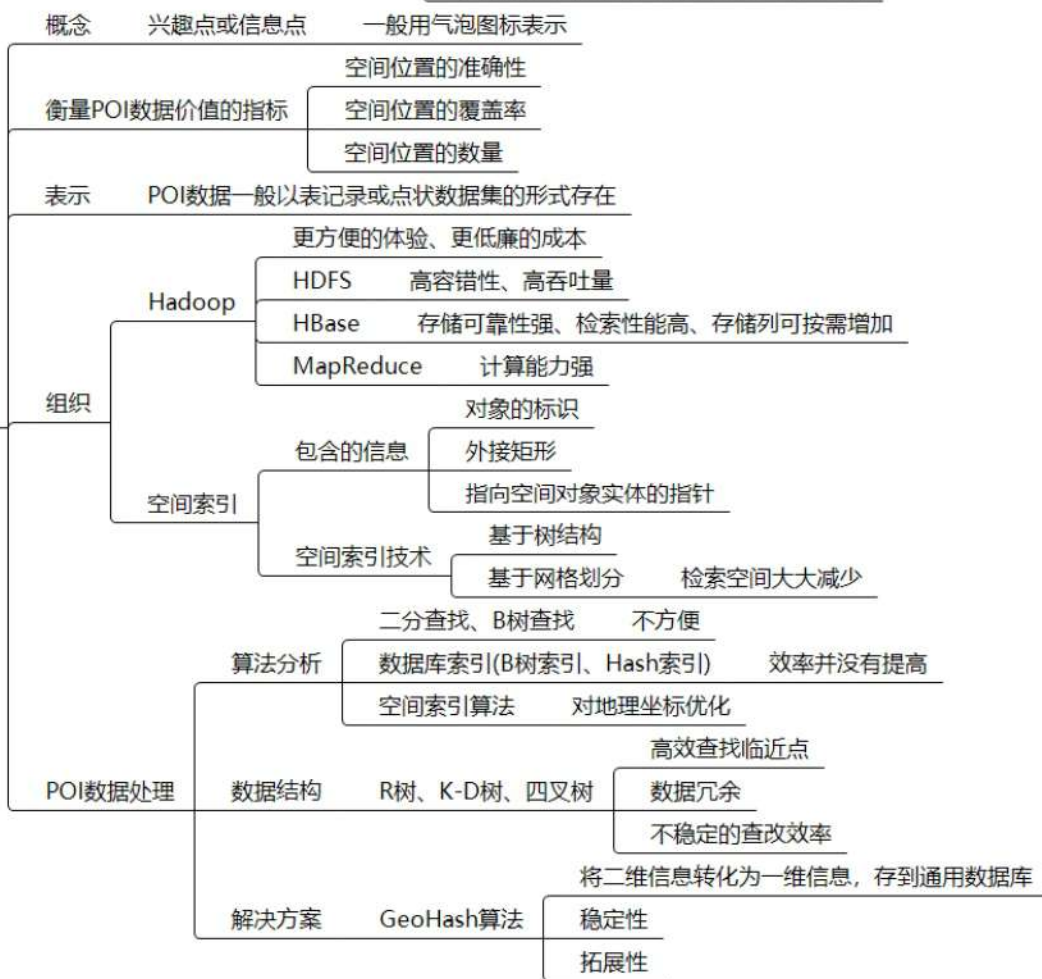 概念 兴趣点或信息点 一般用气泡图标表示
空间位置的准确性
衡量POI数据价值的指标 空间位置的覆盖率
空间位置的数量
表示 POI数据一般以表记录或点状数据集的形式存在
更方便的体验、更低廉的成本
HDFS 高容错性、高吞吐量
Hadoop
HBase 存储可靠性强、检索性能高、存储列可按需增加
MapReduce 计算能力强
组织
对象的标识
包含的信息 外接矩形
指向空间对象实体的指针
空间索引
基于树结构
空间索引技术
基于网格划分 检索空间大大减少
二分查找、B树查找 不方便
算法分析 数据库索引(B树索引、Hash索引) 效率并没有提高
空间索引算法 对地理坐标优化
高效查找临近点
POI数据处理 数据结构 R树、K-D树、四叉树 数据冗余
不稳定的查改效率
将二维信息转化为一维信息，存到通用数据库
解决方案 GeoHash算法 稳定性
拓展性